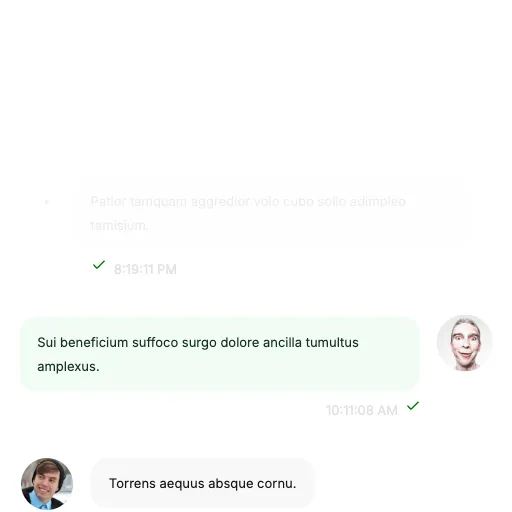 Patior tamquam aggredior volo cubo sollo adimpleo
tamisium.
8:19:11 PM
Sui beneficium suffoco surgo dolore ancilla tumultus
amplexus.
10:11:08 AM
Torrens aequus absque cornu.